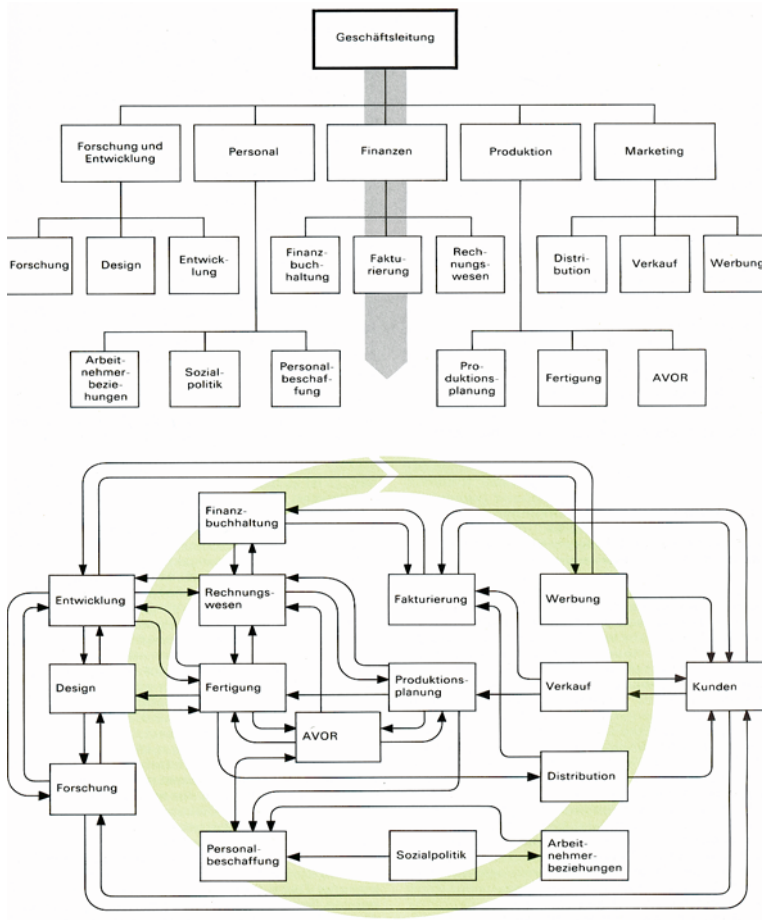 Geschäftsleitung
Forschung und
Entwicklung
Personal
Finanzen
Produktion
Marketing
Forschung
Design
Entwick-
lung
Finanz-
buch-
haltung
Faktu-
rierung
Rech-
nungs-
wesen
Distri-
bution
Verkauf
Werbung
Arbeit-
nehmer-
bezie-
hungen
Sozial-
politik
Personal-
beschaf-
fung
Pro-
duktions-
planung
Fertigung
AVOR
Finanz-
buchhaltung
Entwicklung
Rechnungs-
wesen
Fakturierung
Werbung
Design
Fertigung
Produktions-
planung
Verkauf
Kunden
AVOR
Forschung
Distribution
Personal-
beschaffung
Sozialpolitik
Arbeit-
nehmer-
beziehungen